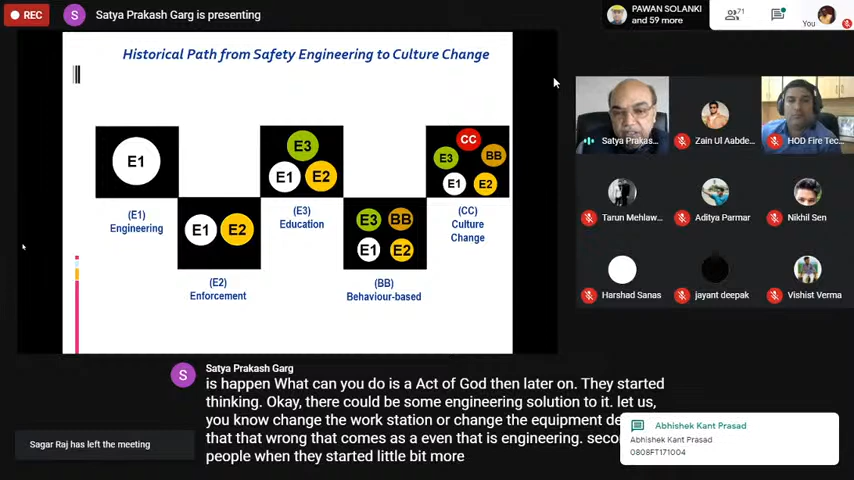 REC
S
Satya Prakash Garg is presenting
PAWAN SOLANKI
and 59 more
71
You
Historical Path from Safety Engineering to Culture Change
E1
E3
E1
E2
CC
E3
BB
E1
E2
(E1)
Engineering
E1
E2
(E3)
Education
E3
BB
E1
E2
(CC)
Culture
Change
(E2)
Enforcement
(BB)
Behaviour-based
Satya Prakas...
Zain Ul Aabde...
HOD Fire Tec...
Tarun Mehlaw...
Aditya Parmar
Nikhil Sen
Harshad Sanas
jayant deepak
Vishist Verma
S
Satya Prakash Garg
is happen What can you do is a Act of God then later on. They started
thinking. Okay, there could be some engineering solution to it. let us,
you know change the work station or change the equipment
that that wrong that comes as a even that is engineering.
people when they started little bit more
Sagar Raj has left the meeting
Abhishek Kant Prasad
Abhishek Kant Prasad
0808FT171004